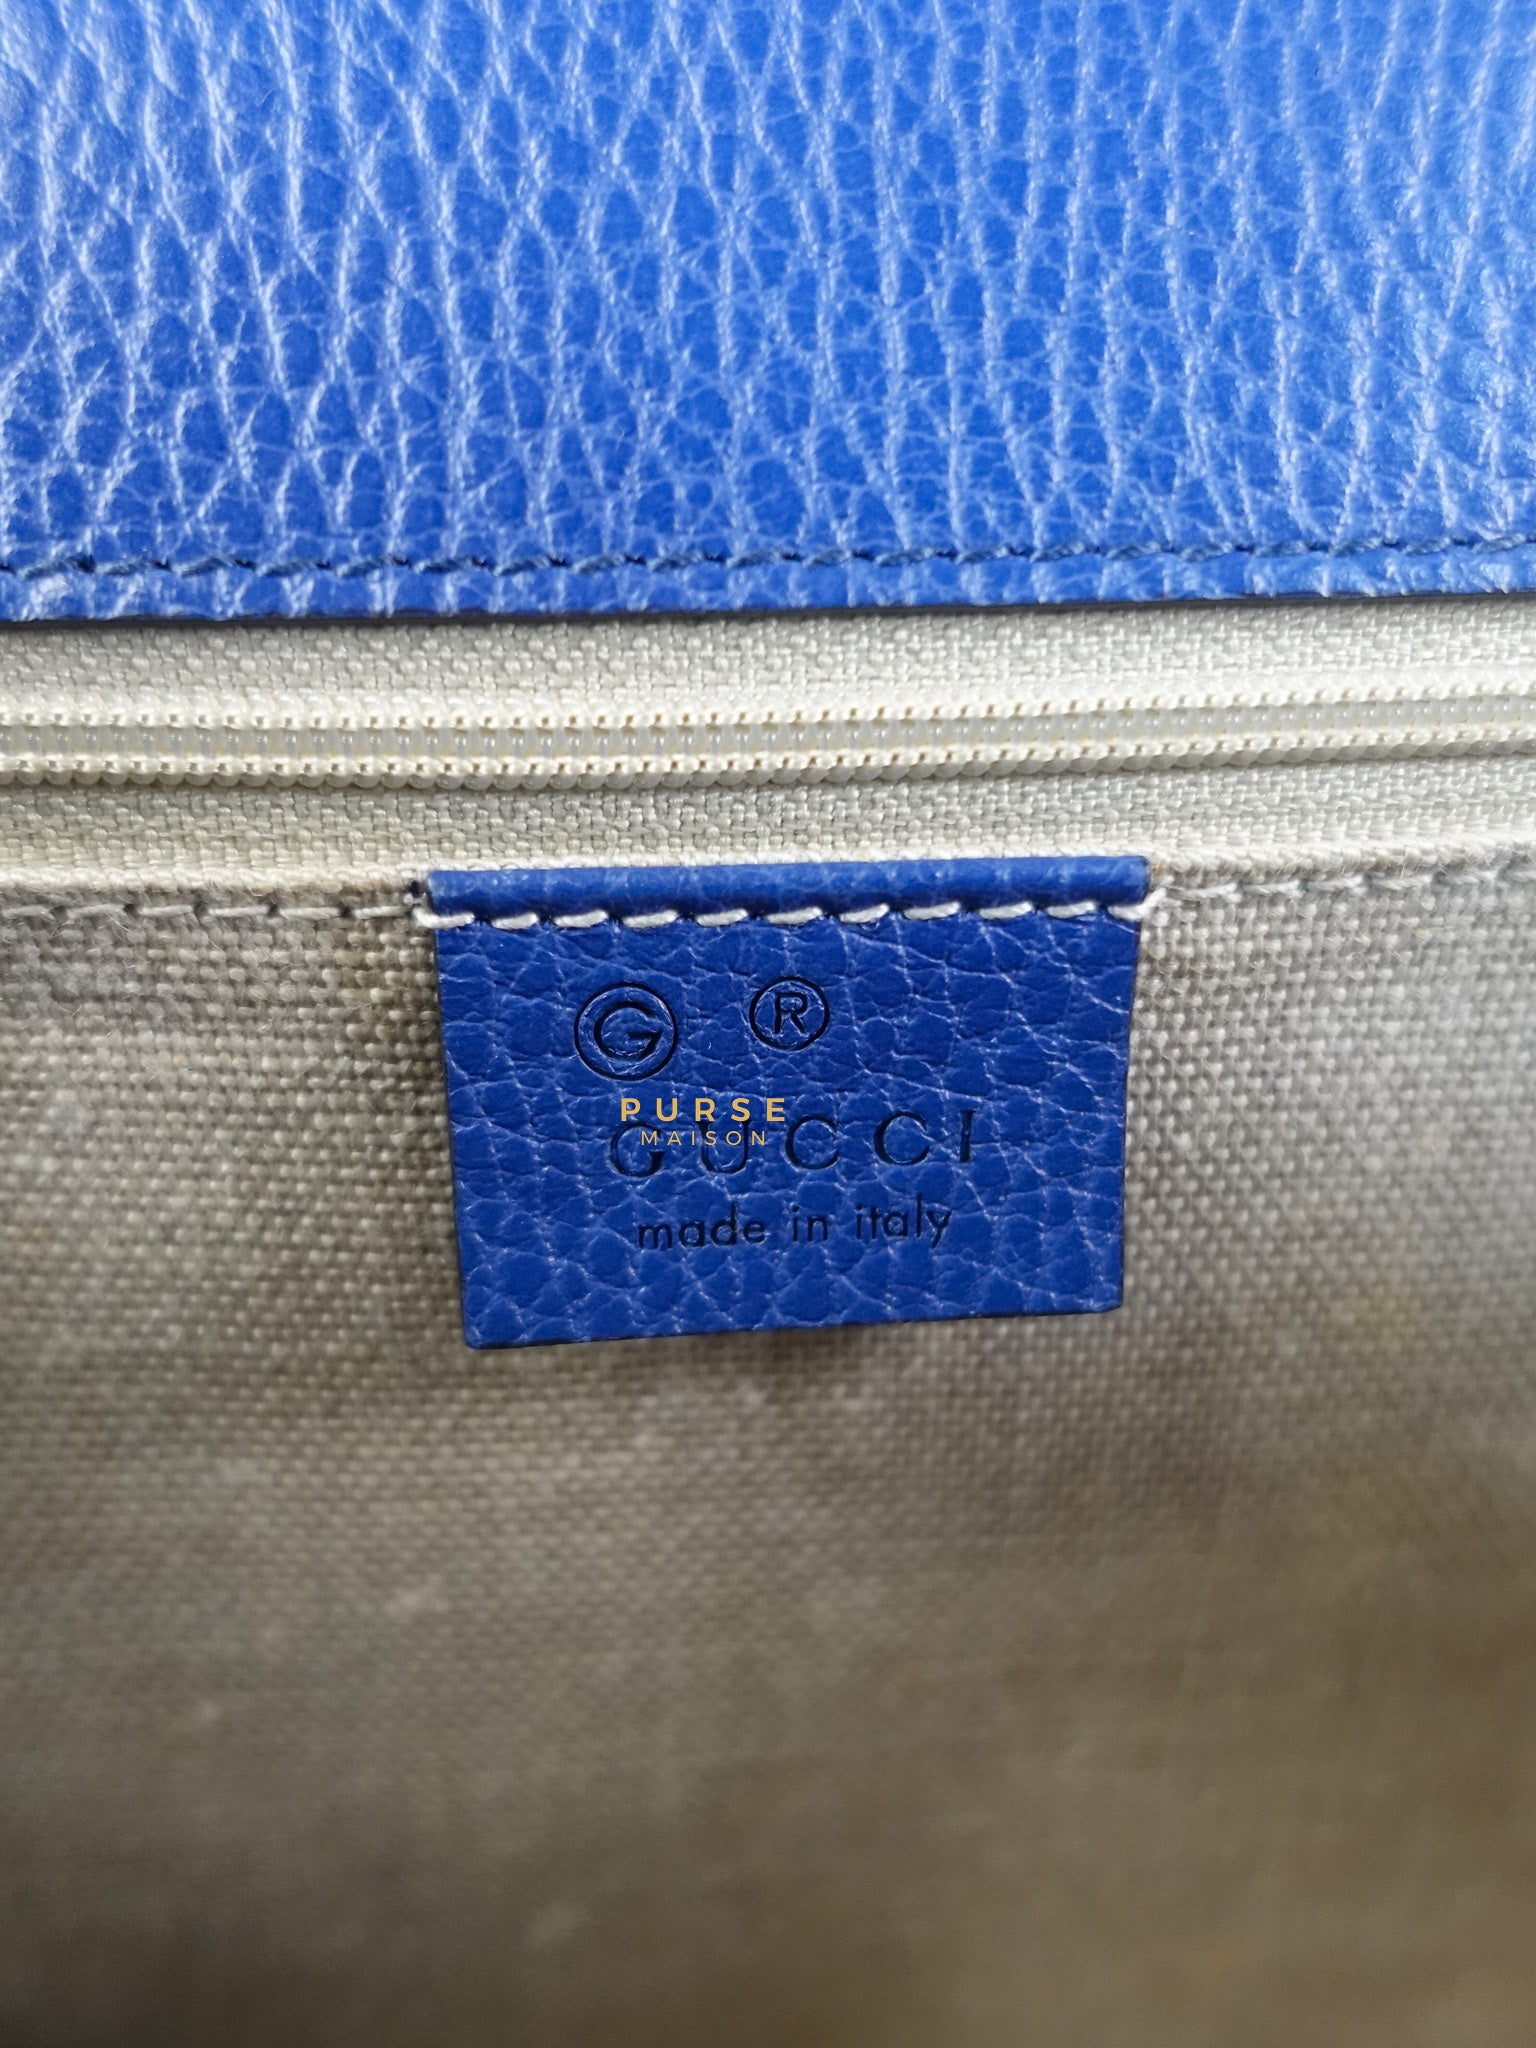 G ®
PURSE
MAISON
GUCCI
made in italy